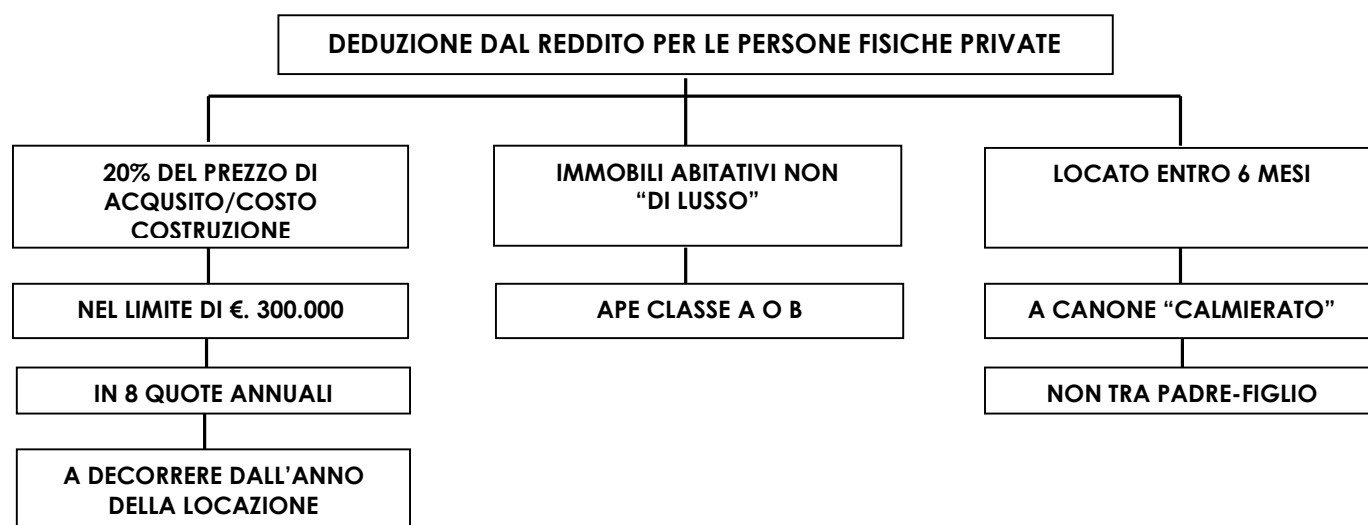 DEDUZIONE DAL REDDITO PER LE PERSONE FISICHE PRIVATE
20% DEL PREZZO DI
ACQUSITO/COSTO
COSTRUZIONE
NEL LIMITE DI €. 300.000
IN 8 QUOTE ANNUALI
A DECORRERE DALL’ANNO
DELLA LOCAZIONE
IMMOBILI ABITATIVI NON
“DI LUSSO”
APE CLASSE A O B
LOCATO ENTRO 6 MESI
A CANONE “CALMIERATO”
NON TRA PADRE-FIGLIO